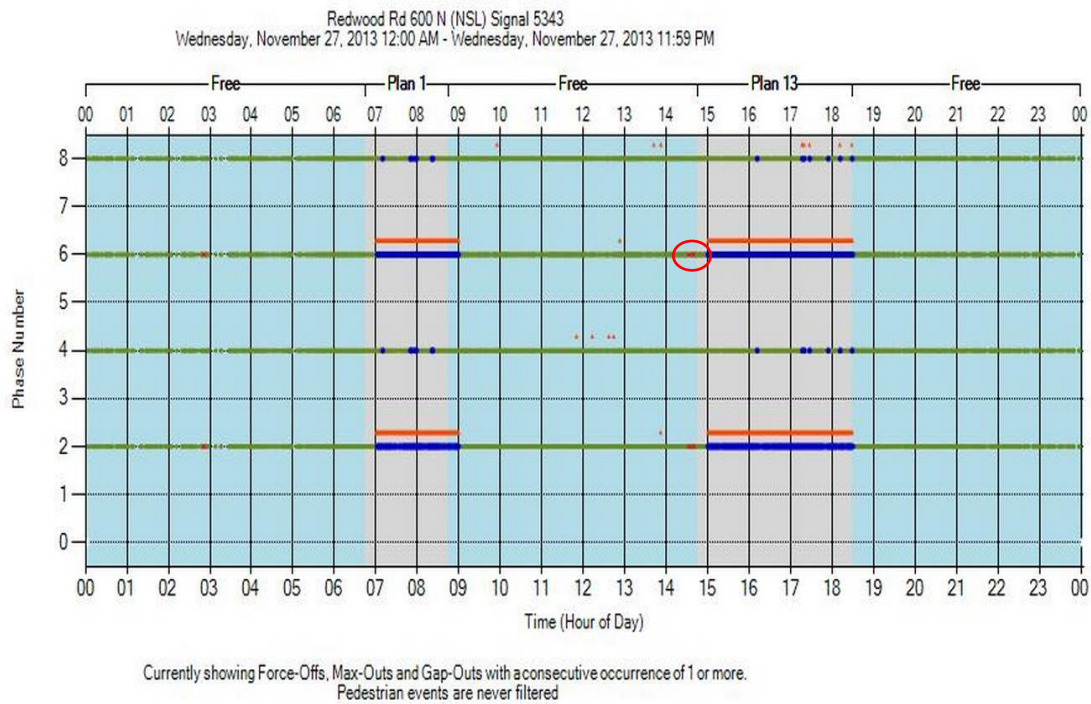 Redwood Rd 600 N (NSL) Signal 5343
Wednesday, November 27, 2013 12:00 AM - Wednesday, November 27, 2013 11:59 PM
Free Plan 1 Free Plan 13 Free
00 01 02 03 04 05 06 07 08 09 10 11 12 13 14 15 16 17 18 19 20 21 22 23 00
8
7
6
5
4
3
2
1
0
Phase Number
00 01 02 03 04 05 06 07 08 09 10 11 12 13 14 15 16 17 18 19 20 21 22 23 00
Time (Hour of Day)
Currently showing Force-Offs, Max-Outs and Gap-Outs with a consecutive occurrence of 1 or more.
Pedestrian events are never filtered